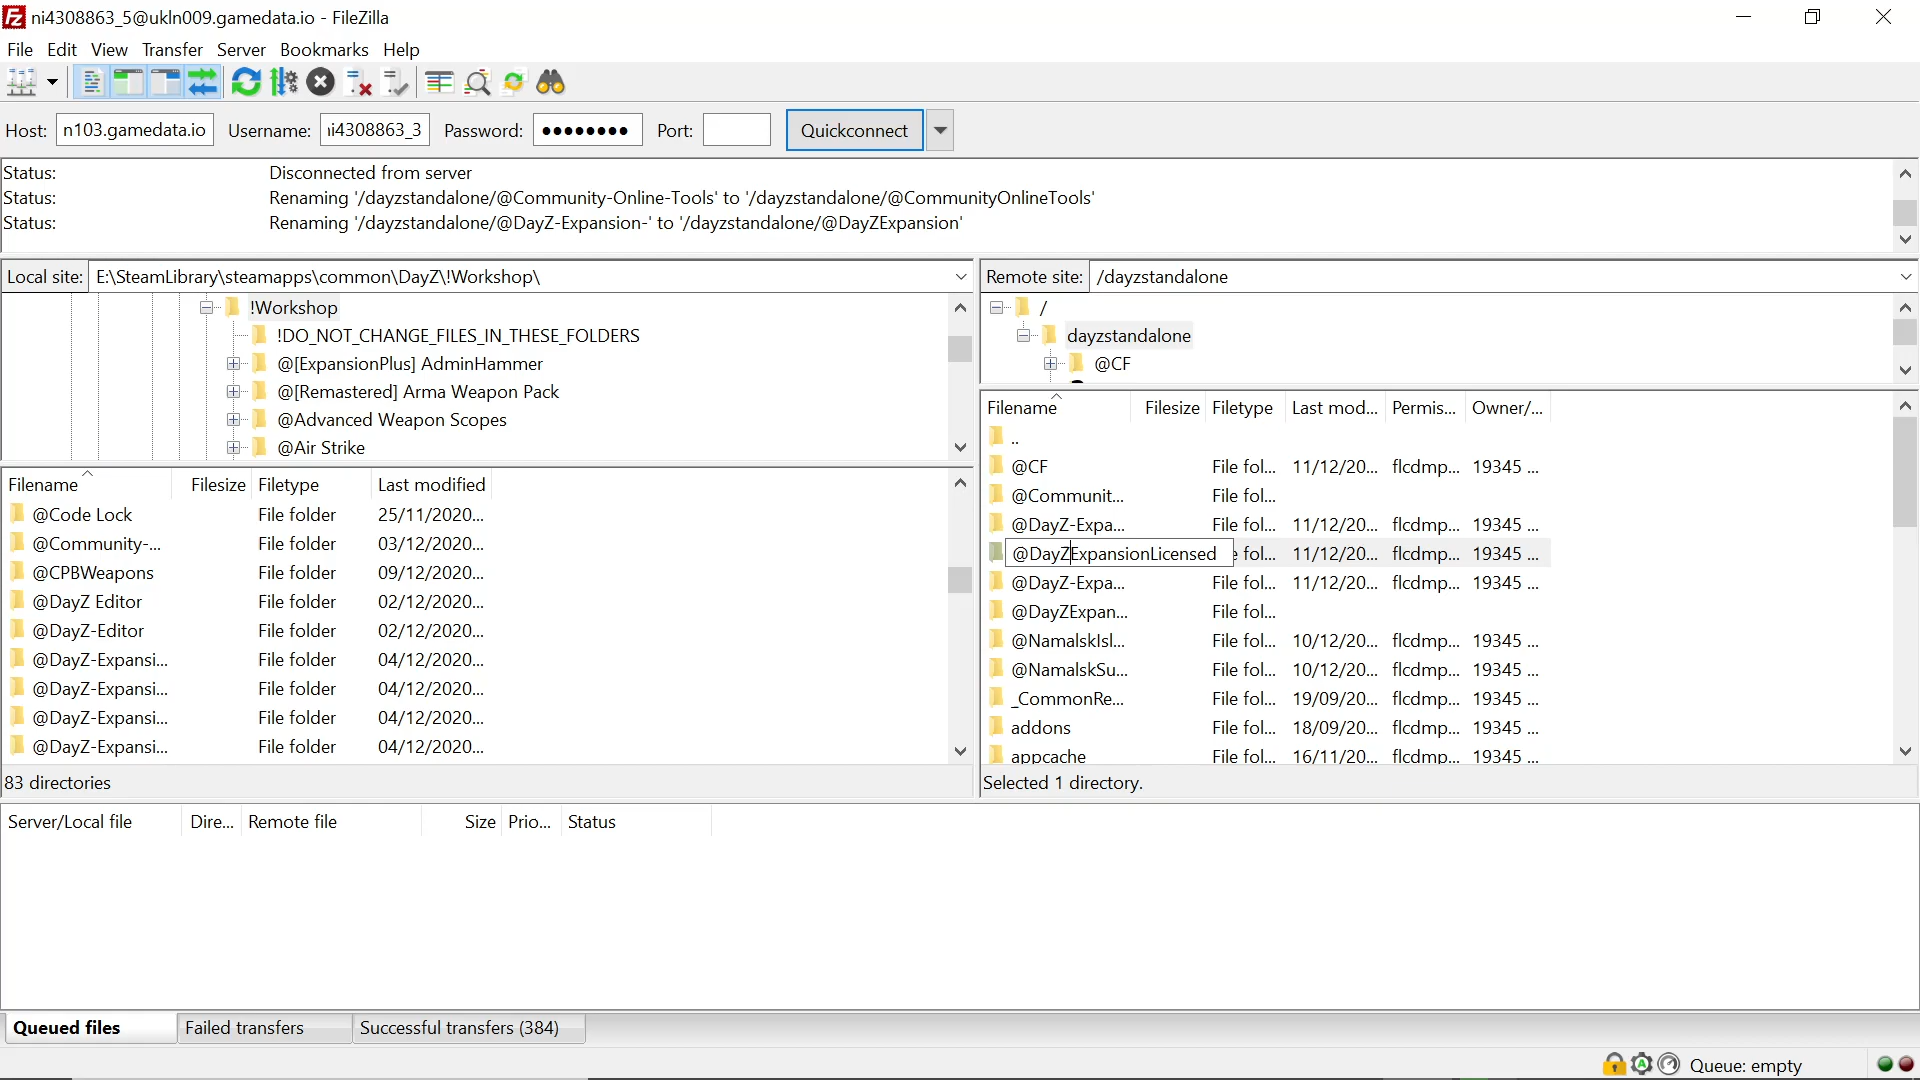 ni4308863_5@ukln009.gamedata.io - FileZilla
File Edit View Transfer Server Bookmarks Help
Host: n103.gamedata.io Username: ni4308863_3 Password: ●●●●●●●● Port: Quickconnect
Status: Disconnected from server
Status: Renaming '/dayzstandalone/@Community-Online-Tools' to '/dayzstandalone/@CommunityOnlineTools'
Status: Renaming '/dayzstandalone/@DayZ-Expansion-' to '/dayzstandalone/@DayZExpansion'
Local site: E:\SteamLibrary\steamapps\common\DayZ\!Workshop\
!Workshop
!DO_NOT_CHANGE_FILES_IN_THESE_FOLDERS
@[ExpansionPlus] AdminHammer
@[Remastered] Arma Weapon Pack
@Advanced Weapon Scopes
@Air Strike
Filename Filesize Filetype Last modified
@Code Lock File folder 25/11/2020...
@Community-... File folder 03/12/2020...
@CPBWeapons File folder 09/12/2020...
@DayZ Editor File folder 02/12/2020...
@DayZ-Editor File folder 02/12/2020...
@DayZ-Expansi... File folder 04/12/2020...
@DayZ-Expansi... File folder 04/12/2020...
@DayZ-Expansi... File folder 04/12/2020...
@DayZ-Expansi... File folder 04/12/2020...
83 directories
Remote site: /dayzstandalone
/
dayzstandalone
@CF
Filename Filesize Filetype Last mod... Permis... Owner/...
..
@CF File fol... 11/12/20... flcdmp... 19345 ...
@Communit... File fol...
@DayZ-Expa... File fol... 11/12/20... flcdmp... 19345 ...
@DayZExpansionLicensed fol... 11/12/20... flcdmp... 19345 ...
@DayZ-Expa... File fol... 11/12/20... flcdmp... 19345 ...
@DayZExpan... File fol...
@NamalskIsl... File fol... 10/12/20... flcdmp... 19345 ...
@NamalskSu... File fol... 10/12/20... flcdmp... 19345 ...
_CommonRe... File fol... 19/09/20... flcdmp... 19345 ...
addons File fol... 18/09/20... flcdmp... 19345 ...
appcache File fol... 16/11/20... flcdmp... 19345 ...
Selected 1 directory.
Server/Local file Dire... Remote file Size Prio... Status
Queued files Failed transfers Successful transfers (384)
Queue: empty